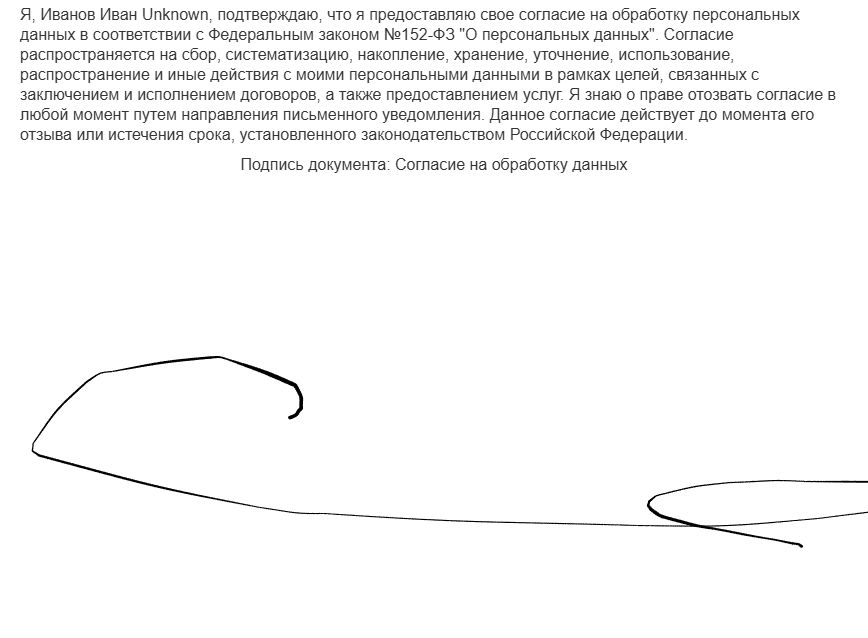 Я, Иванов Иван Unknown, подтверждаю, что я предоставляю свое согласие на обработку персональных
данных в соответствии с Федеральным законом №152-ФЗ "О персональных данных". Согласие
распространяется на сбор, систематизацию, накопление, хранение, уточнение, использование,
распространение и иные действия с моими персональными данными в рамках целей, связанных с
заключением и исполнением договоров, а также предоставлением услуг. Я знаю о праве отозвать согласие в
любой момент путем направления письменного уведомления. Данное согласие действует до момента его
отзыва или истечения срока, установленного законодательством Российской Федерации.
Подпись документа: Согласие на обработку данных